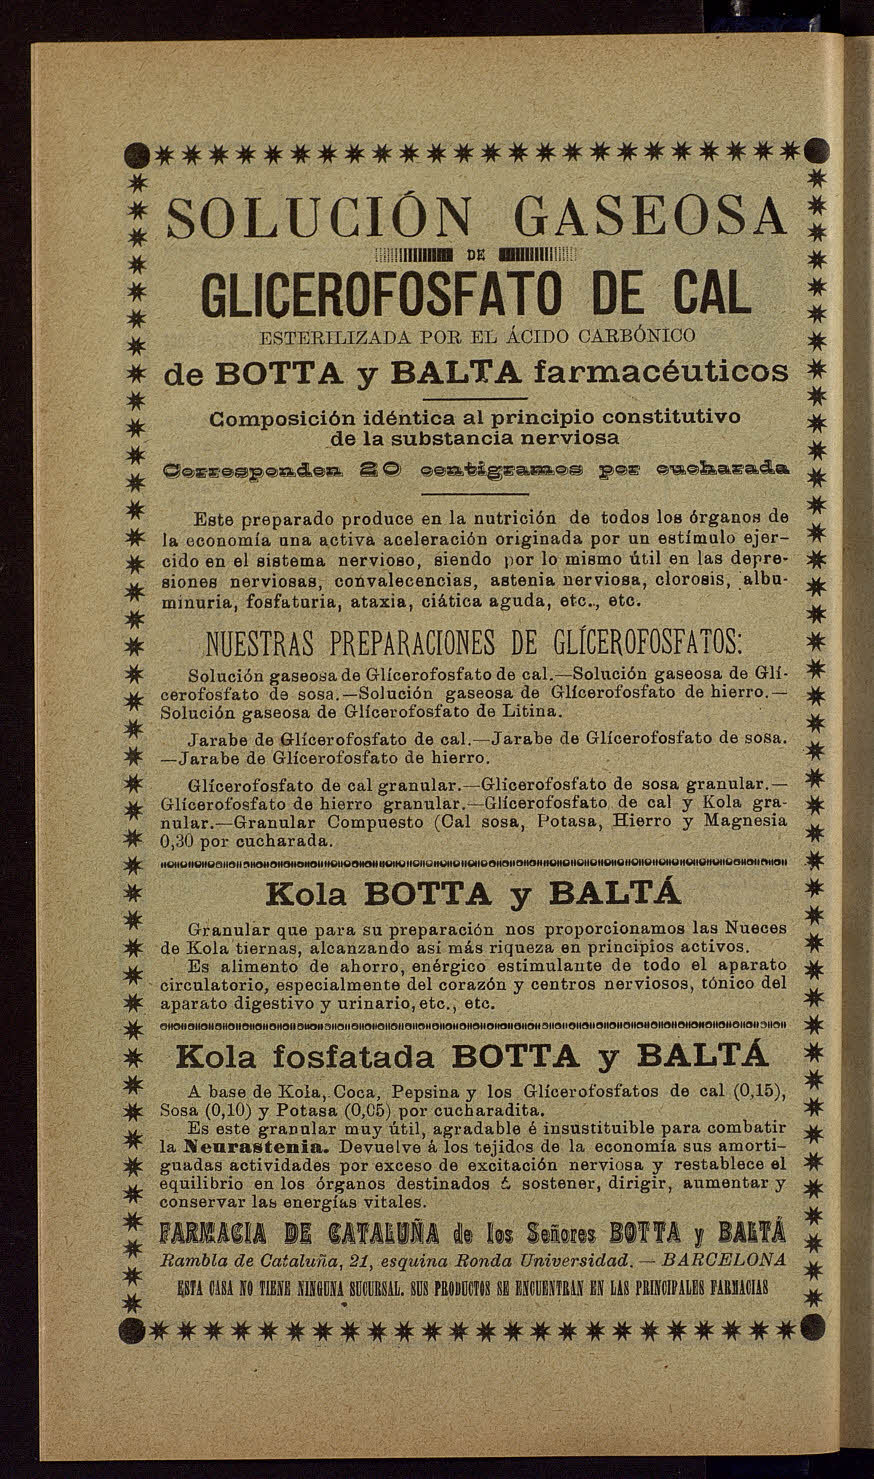 SOLUCIÓN GASEOSA
DE
GLICEROFOSFATO DE CAL
ESTERILIZADA POR EL ÁCIDO CARBÓNICO
de BOTTA y BALTA farmacéuticos
Composición idéntica al principio constitutivo
de la substancia nerviosa
Corresponden 20 centigramos por cucharada
Este preparado produce en la nutrición de todos los órganos de
la economía una activa aceleración originada por un estímulo ejer-
cido en el sistema nervioso, siendo por lo mismo útil en las depre-
siones nerviosas, convalecencias, astenia nerviosa, clorosis, albu-
minuria, fosfaturia, ataxia, ciática aguda, etc., etc.
NUESTRAS PREPARACIONES DE GLÍCEROFOSFATOS:
Solución gaseosa de Glícerofosfato de cal.—Solución gaseosa de Glí-
cerofosfato de sosa.—Solución gaseosa de Glícerofosfato de hierro.—
Solución gaseosa de Glícerofosfato de Litina.
Jarabe de Glícerofosfato de cal.—Jarabe de Glícerofosfato de sosa.
—Jarabe de Glícerofosfato de hierro.
Glícerofosfato de cal granular.—Glícerofosfato de sosa granular.—
Glícerofosfato de hierro granular.—Glícerofosfato de cal y Kola gra-
nular.—Granular Compuesto (Cal sosa, Potasa, Hierro y Magnesia
0,30 por cucharada.
Kola BOTTA y BALTÁ
Granular que para su preparación nos proporcionamos las Nueces
de Kola tiernas, alcanzando así más riqueza en principios activos.
Es alimento de ahorro, enérgico estimulante de todo el aparato
circulatorio, especialmente del corazón y centros nerviosos, tónico del
aparato digestivo y urinario, etc., etc.
Kola fosfatada BOTTA y BALTÁ
A base de Kola, Coca, Pepsina y los Glícerofosfatos de cal (0,15),
Sosa (0,10) y Potasa (0,05) por cucharadita.
Es este granular muy útil, agradable é insustituible para combatir
la Neurastenia. Devuelve á los tejidos de la economía sus amorti-
guadas actividades por exceso de excitación nerviosa y restablece el
equilibrio en los órganos destinados á sostener, dirigir, aumentar y
conservar las energías vitales.
FARMACIA DE CATALUÑA de los Señores BOTTA y BALTÁ
Rambla de Cataluña, 21, esquina Ronda Universidad. — BARCELONA
ESTA CASA NO TIENE NINGUNA SUCURSAL. SUS PRODUCTOS SE ENCUENTRAN EN LAS PRINCIPALES FARMACIAS